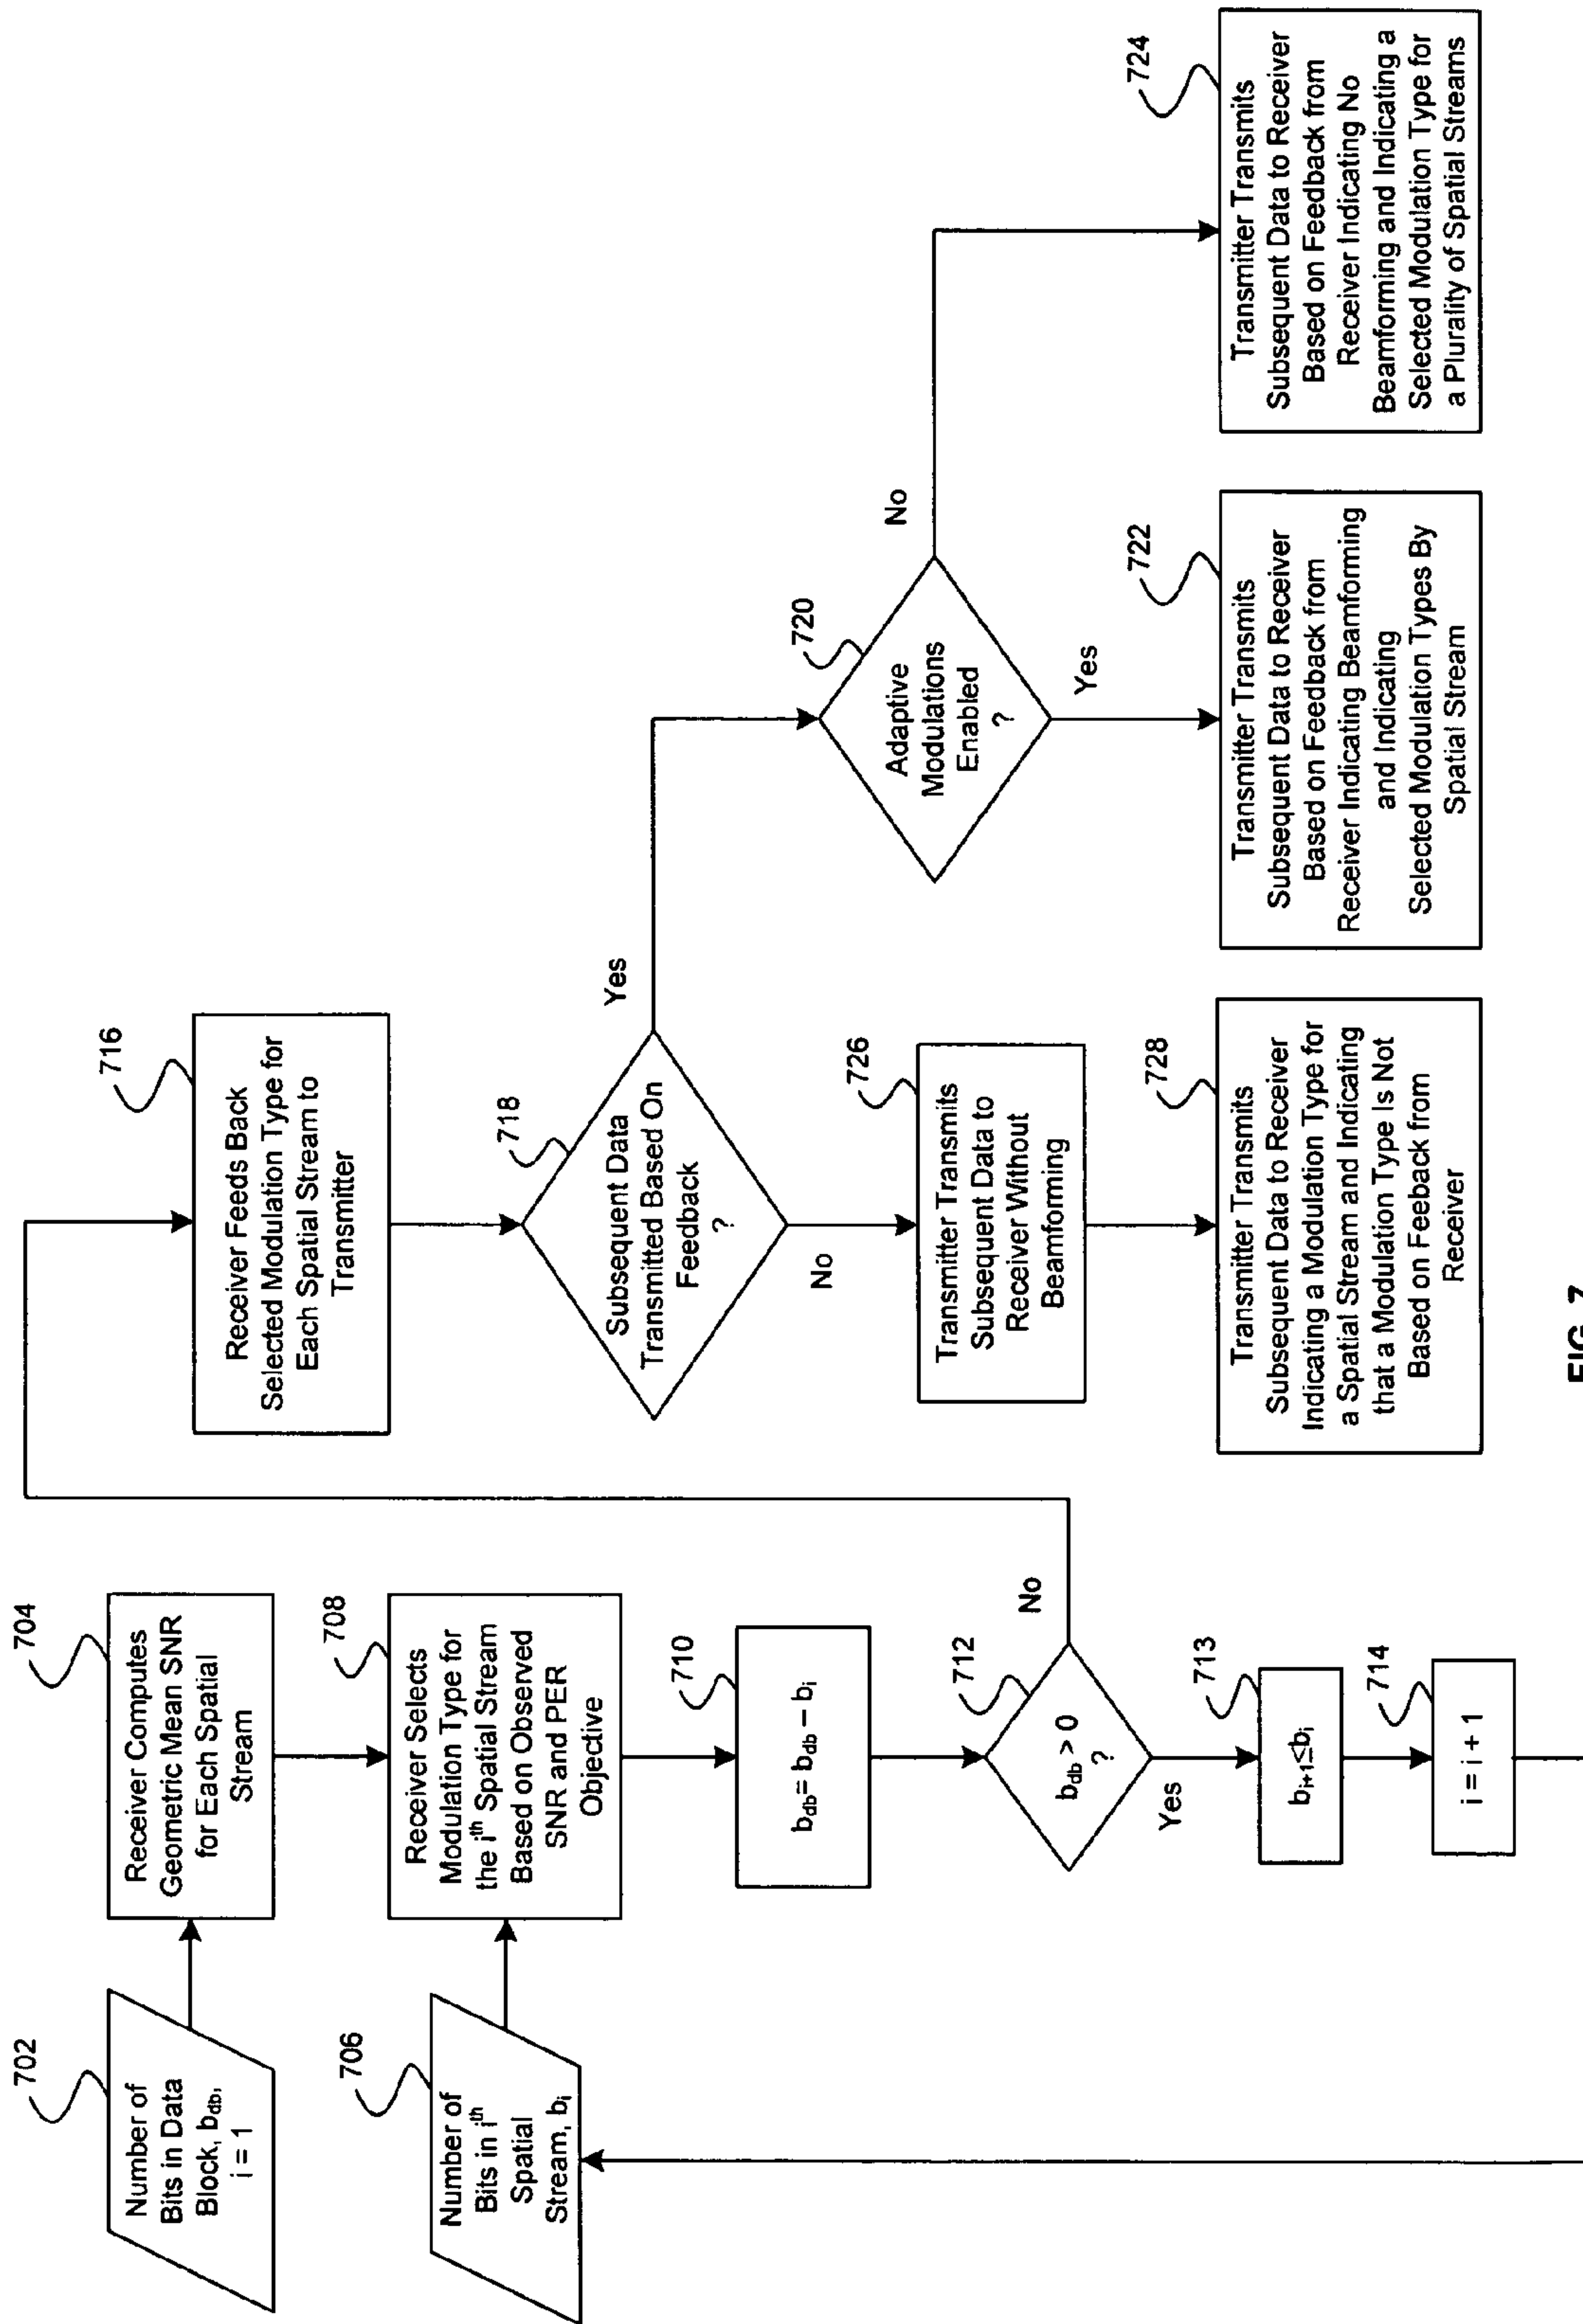 702
Number of
Bits in Data
Block, b_db,
i = 1
704
Receiver Computes
Geometric Mean SNR
for Each Spatial
Stream
706
Number of
Bits in i^th
Spatial
Stream, b_i
708
Receiver Selects
Modulation Type for
the i^th Spatial Stream
Based on Observed
SNR and PER
Objective
710
b_db = b_db – b_i
712
b_db > 0
?
No
Yes
713
b_i+1≤b_i
714
i = i + 1
716
Receiver Feeds Back
Selected Modulation Type for
Each Spatial Stream to
Transmitter
718
Subsequent Data
Transmitted Based On
Feedback
?
Yes
No
720
Adaptive
Modulations
Enabled
?
No
Yes
726
Transmitter Transmits
Subsequent Data to
Receiver Without
Beamforming
728
Transmitter Transmits
Subsequent Data to Receiver
Indicating a Modulation Type for
a Spatial Stream and Indicating
that a Modulation Type Is Not
Based on Feeback from
Receiver
722
Transmitter Transmits
Subsequent Data to Receiver
Based on Feedback from
Receiver Indicating Beamforming
and Indicating
Selected Modulation Types By
Spatial Stream
724
Transmitter Transmits
Subsequent Data to Receiver
Based on Feedback from
Receiver Indicating No
Beamforming and Indicating a
Selected Modulation Type for
a Plurality of Spatial Streams
FIG. 7